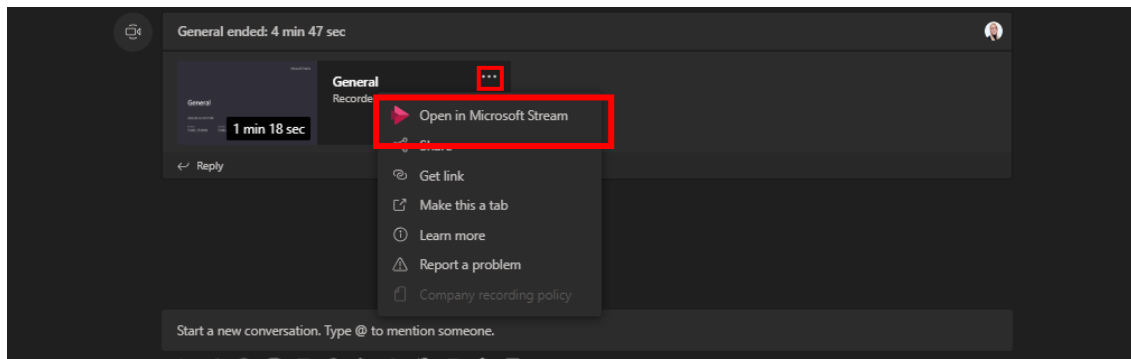 General ended: 4 min 47 sec
General
General
Recorde
1 min 18 sec
Open in Microsoft Stream
Share
Reply
Get link
Make this a tab
Learn more
Report a problem
Company recording policy
Start a new conversation. Type @ to mention someone.